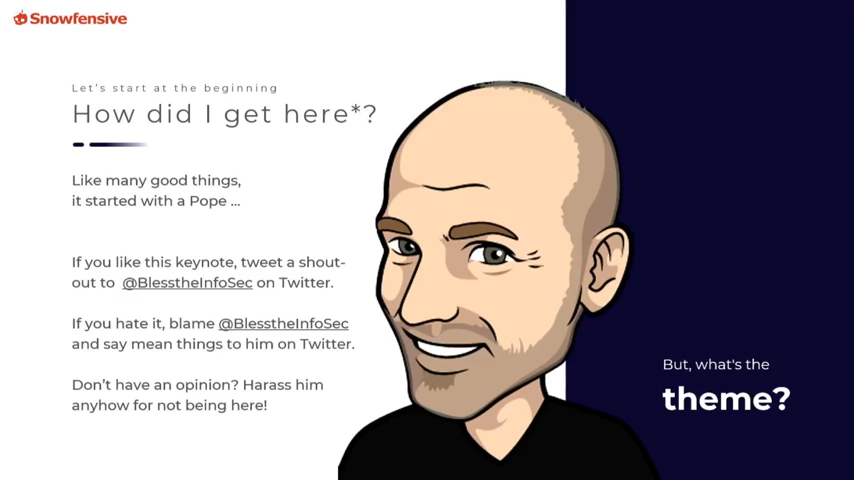 Snowfensive
Let's start at the beginning
How did I get here*?
Like many good things,
it started with a Pope ...
If you like this keynote, tweet a shout-
out to @BlesstheInfoSec on Twitter.
If you hate it, blame @BlesstheInfoSec
and say mean things to him on Twitter.
Don't have an opinion? Harass him
anyhow for not being here!
But, what's the
theme?